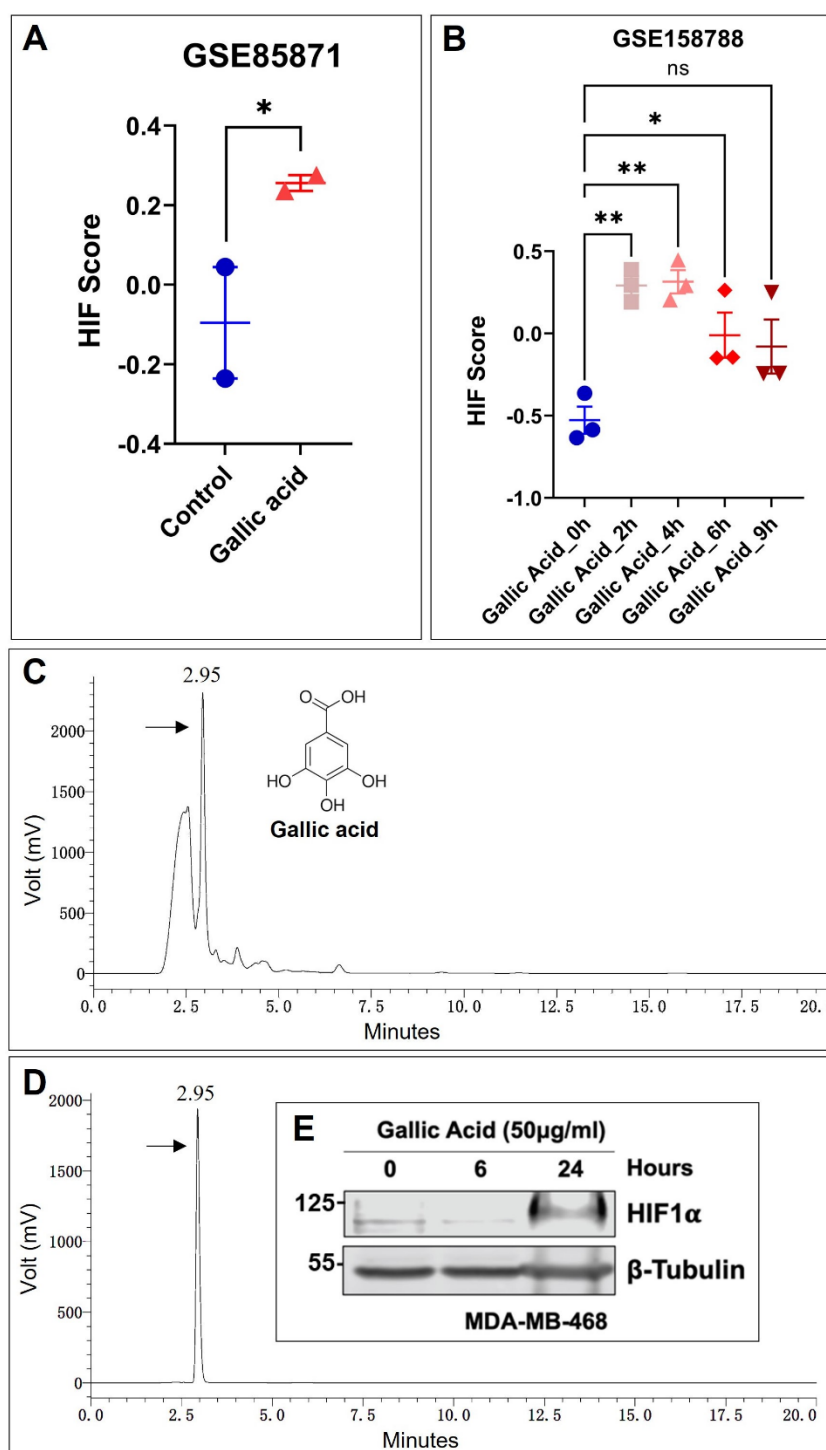 A
GSE85871
*
0.4
0.2
0.0
-0.2
-0.4
HIF Score
Control
Gallic acid
B
GSE158788
ns
*
**
**
0.5
0.0
-0.5
-1.0
HIF Score
Gallic Acid_0h
Gallic Acid_2h
Gallic Acid_4h
Gallic Acid_6h
Gallic Acid_9h
C
2.95
O
OH
HO
OH
OH
Gallic acid
2000
1500
1000
500
0
Volt (mV)
0.0 2.5 5.0 7.5 10.0 12.5 15.0 17.5 20.
Minutes
D
2.95
2000
1750
1500
1250
1000
750
500
250
0
Volt (mV)
0.0 2.5 5.0 7.5 10.0 12.5 15.0 17.5 20.0
Minutes
E
Gallic Acid (50μg/ml)
0 6 24 Hours
125
HIF1α
55
β-Tubulin
MDA-MB-468